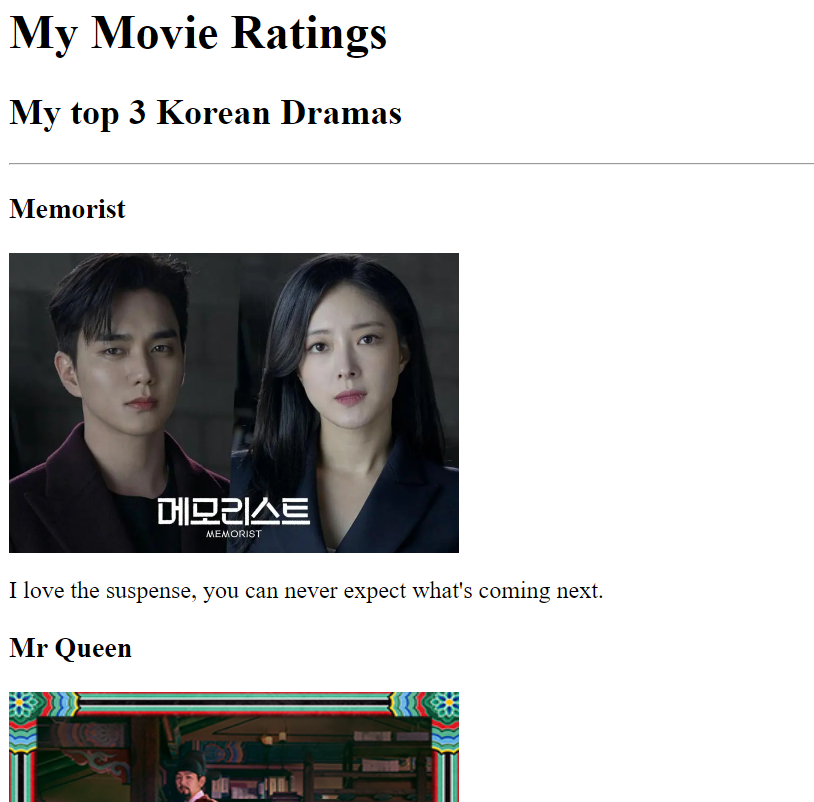 My Movie Ratings
My top 3 Korean Dramas
Memorist
메모리스트
MEMORIST
I love the suspense, you can never expect what's coming next.
Mr Queen